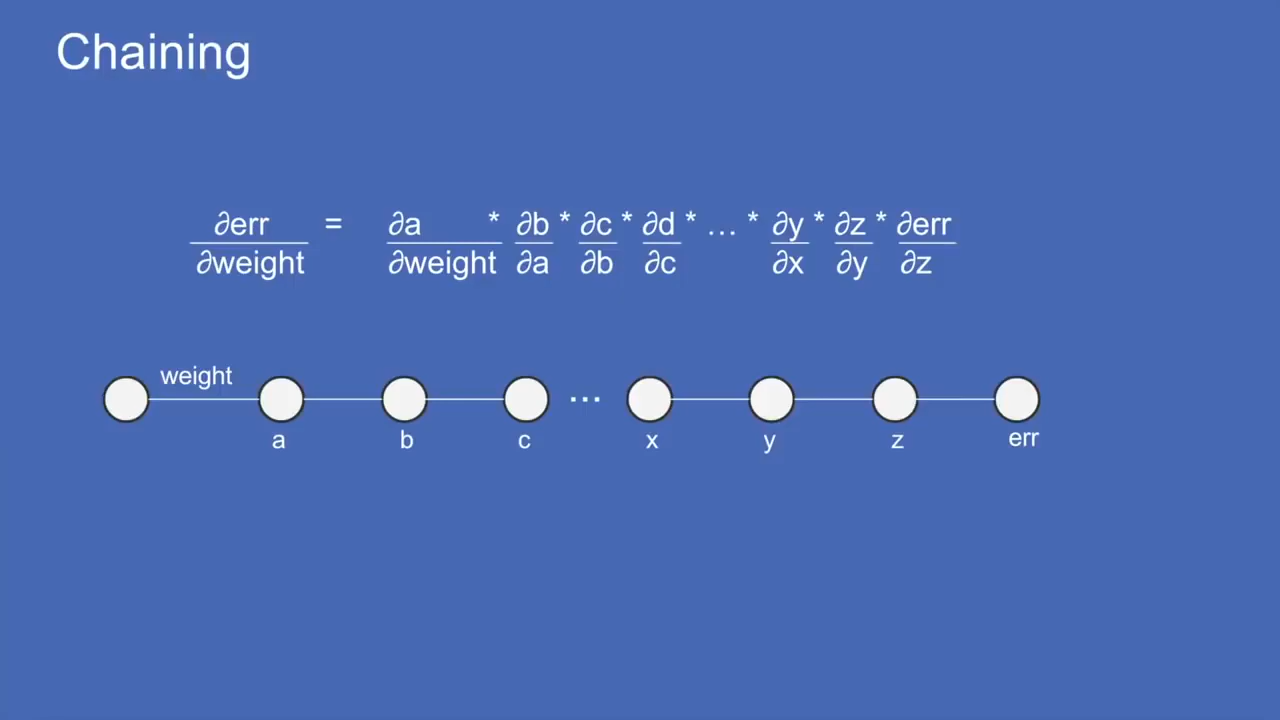 Chaining
∂err = ∂a * ∂b * ∂c * ∂d * … * ∂y * ∂z * ∂err
∂weight ∂weight ∂a ∂b ∂c ∂x ∂y ∂z
weight
...
a b c x y z err